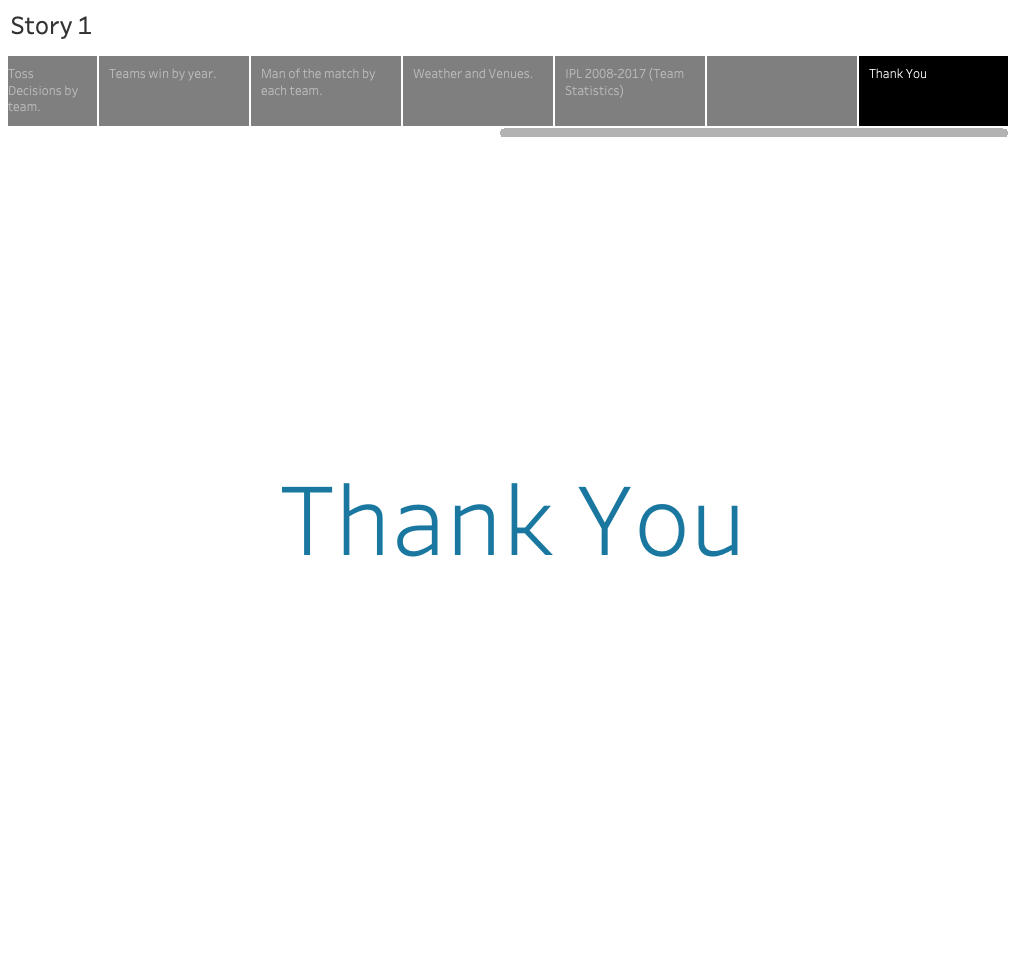 Story 1
Toss
Decisions by
team.
Teams win by year.
Man of the match by
each team.
Weather and Venues.
IPL 2008-2017 (Team
Statistics)
Thank You
Thank You